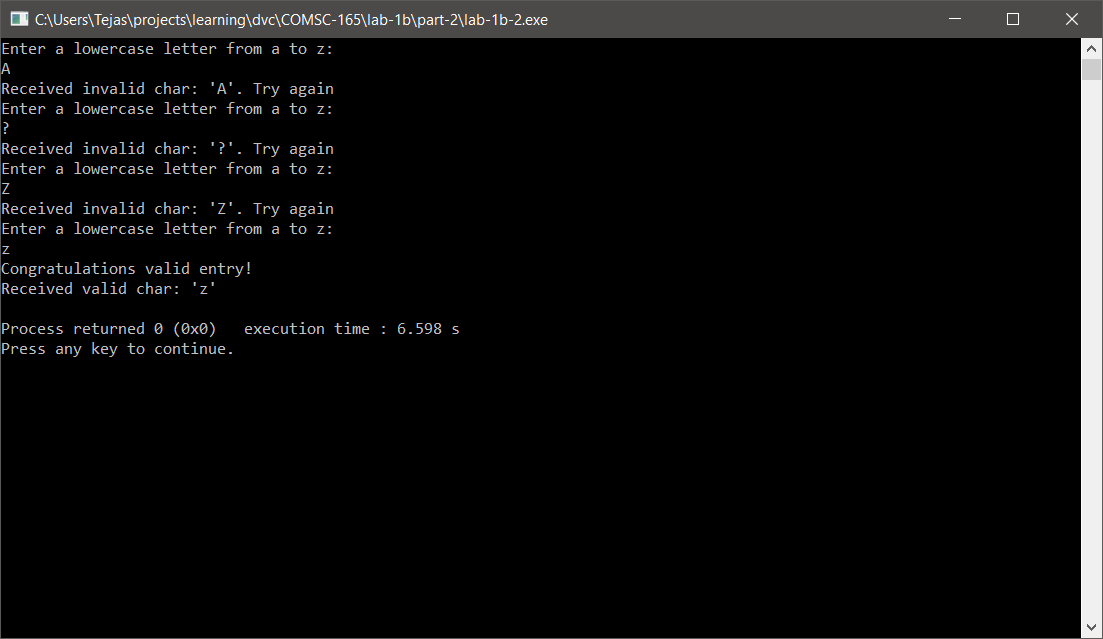 C:\Users\Tejas\projects\learning\dvc\COMSC-165\lab-1b\part-2\lab-1b-2.exe
Enter a lowercase letter from a to z:
A
Received invalid char: 'A'. Try again
Enter a lowercase letter from a to z:
?
Received invalid char: '?'. Try again
Enter a lowercase letter from a to z:
Z
Received invalid char: 'Z'. Try again
Enter a lowercase letter from a to z:
z
Congratulations valid entry!
Received valid char: 'z'
Process returned 0 (0x0)   execution time : 6.598 s
Press any key to continue.